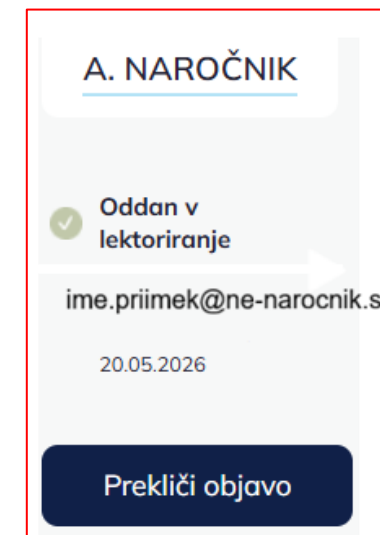 A. NAROČNIK
Oddan v
lektoriranje
ime.priimek@ne-narocnik.s
20.05.2026
Prekliči objavo